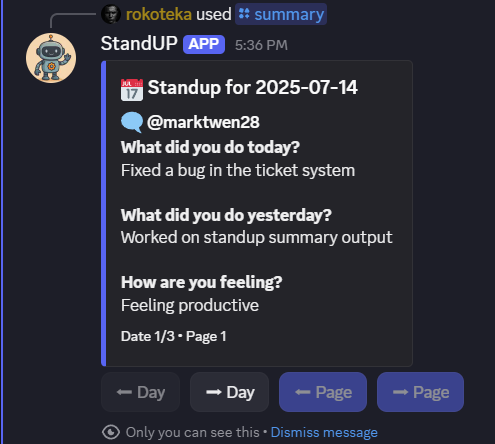 rokoteka used summary
StandUP APP 5:36 PM
JUL 17 Standup for 2025-07-14
@marktwen28
What did you do today?
Fixed a bug in the ticket system
What did you do yesterday?
Worked on standup summary output
How are you feeling?
Feeling productive
Date 1/3 • Page 1
← Day → Day ← Page → Page
Only you can see this • Dismiss message